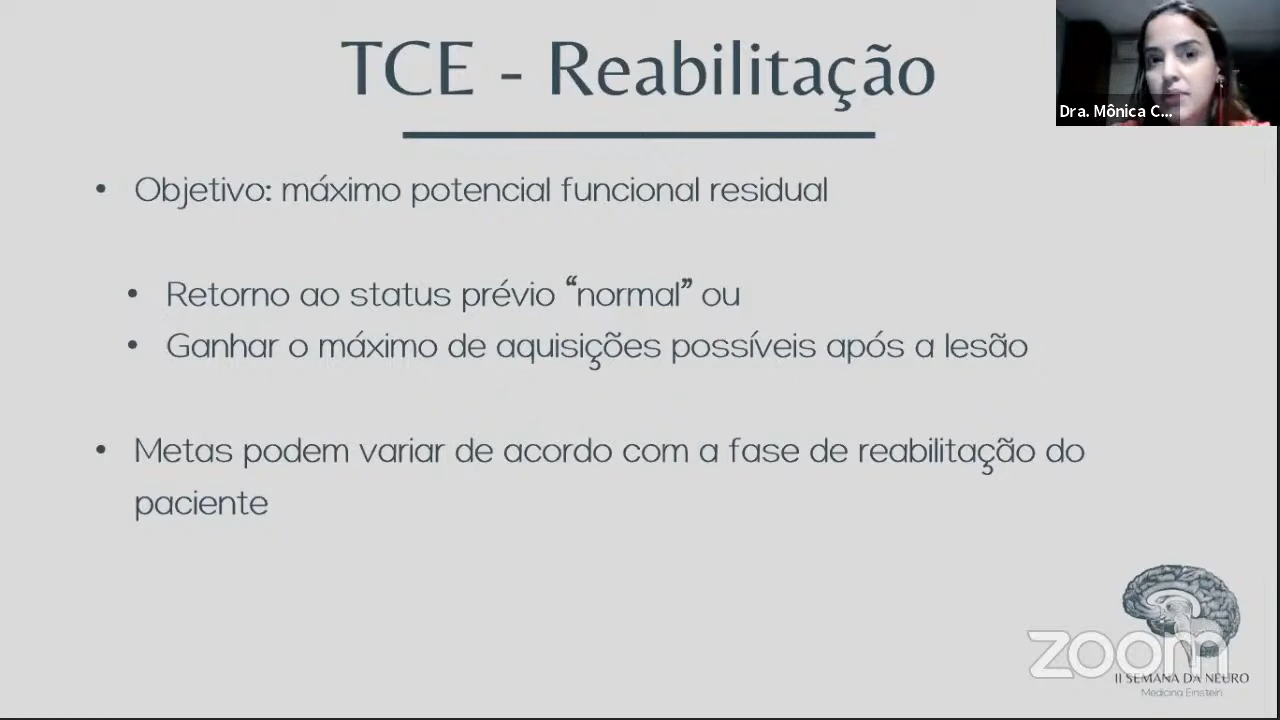 TCE - Reabilitação
Dra. Mônica C...
• Objetivo: máximo potencial funcional residual
• Retorno ao status prévio “normal” ou
• Ganhar o máximo de aquisições possíveis após a lesão
• Metas podem variar de acordo com a fase de reabilitação do
paciente
zoom
II SEMANA DA NEURO
Medicina Einstein